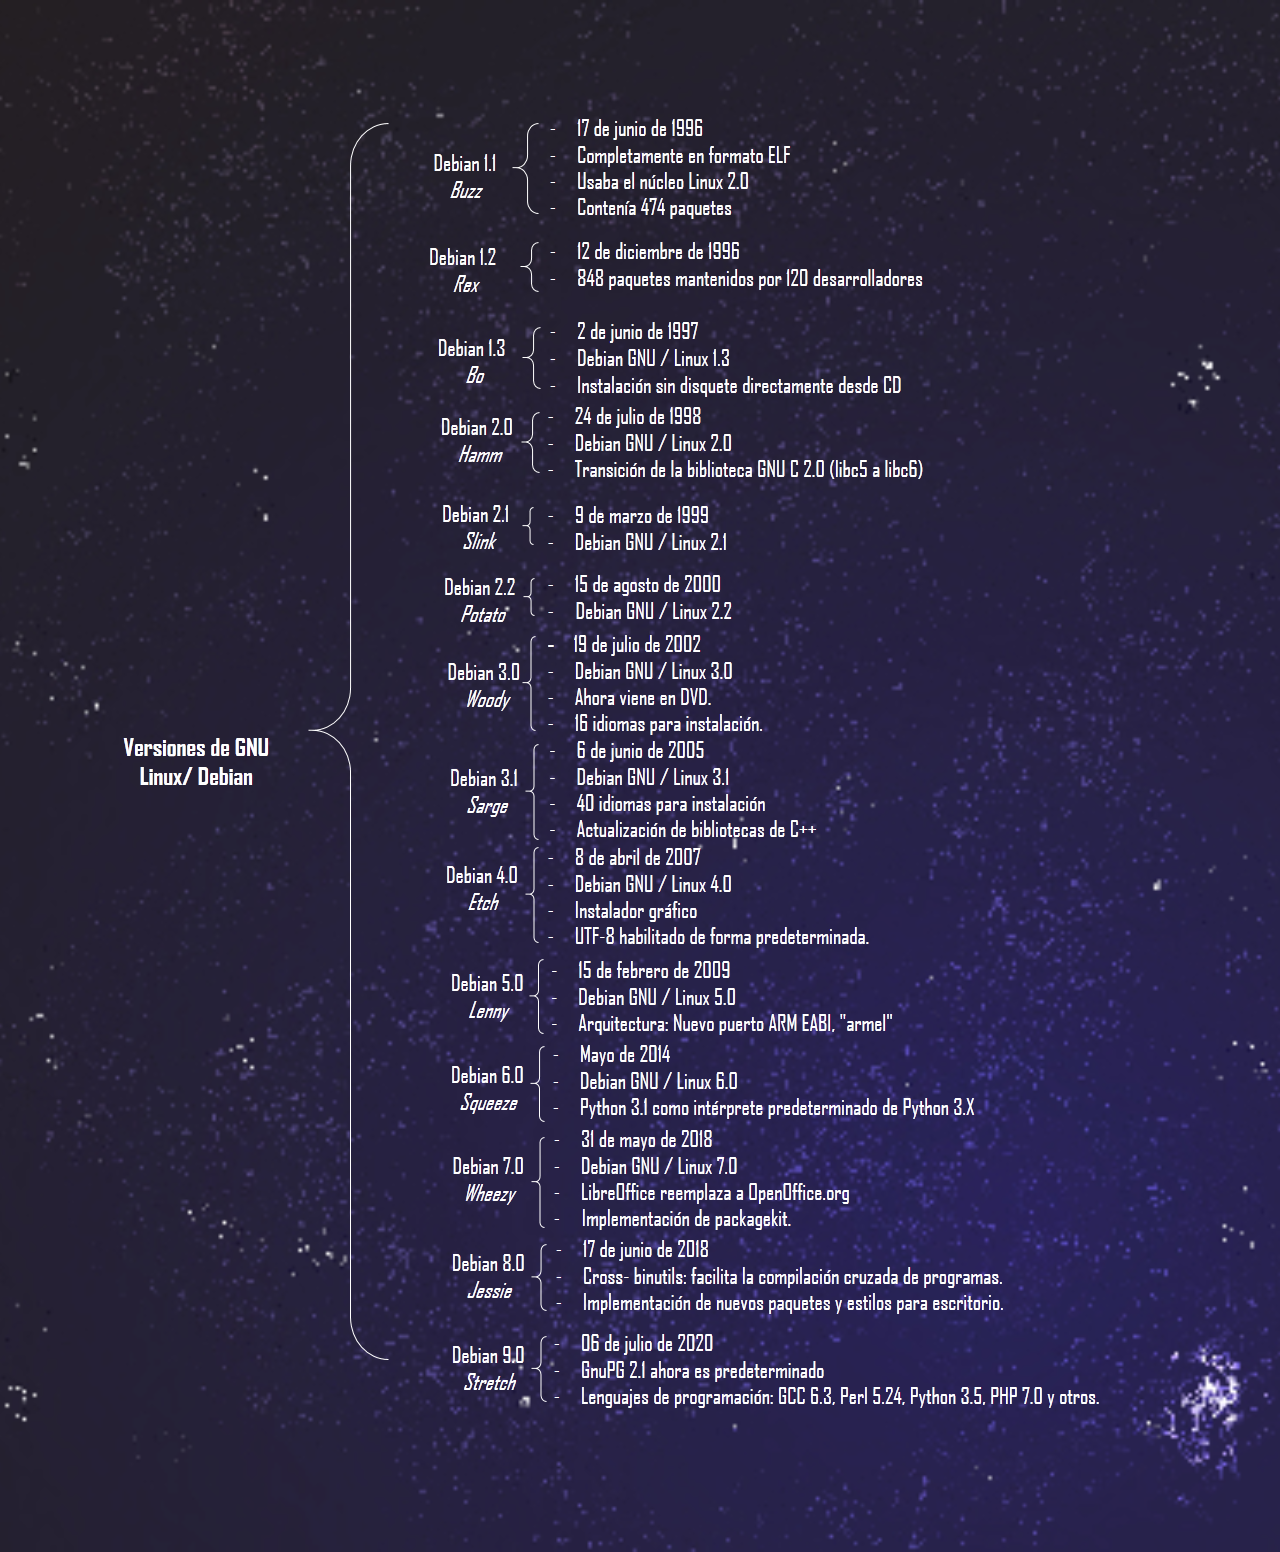 Versiones de GNU
Linux/ Debian
Debian 1.1
Buzz
- 17 de junio de 1996
- Completamente en formato ELF
- Usaba el núcleo Linux 2.0
- Contenía 474 paquetes
Debian 1.2
Rex
- 12 de diciembre de 1996
- 848 paquetes mantenidos por 120 desarrolladores
Debian 1.3
Bo
- 2 de junio de 1997
- Debian GNU / Linux 1.3
- Instalación sin disquete directamente desde CD
Debian 2.0
Hamm
- 24 de julio de 1998
- Debian GNU / Linux 2.0
- Transición de la biblioteca GNU C 2.0 (libc5 a libc6)
Debian 2.1
Slink
- 9 de marzo de 1999
- Debian GNU / Linux 2.1
Debian 2.2
Potato
- 15 de agosto de 2000
- Debian GNU / Linux 2.2
Debian 3.0
Woody
- 19 de julio de 2002
- Debian GNU / Linux 3.0
- Ahora viene en DVD.
- 16 idiomas para instalación.
Debian 3.1
Sarge
- 6 de junio de 2005
- Debian GNU / Linux 3.1
- 40 idiomas para instalación
- Actualización de bibliotecas de C++
Debian 4.0
Etch
- 8 de abril de 2007
- Debian GNU / Linux 4.0
- Instalador gráfico
- UTF-8 habilitado de forma predeterminada.
Debian 5.0
Lenny
- 15 de febrero de 2009
- Debian GNU / Linux 5.0
- Arquitectura: Nuevo puerto ARM EABI, "armel"
Debian 6.0
Squeeze
- Mayo de 2014
- Debian GNU / Linux 6.0
- Python 3.1 como intérprete predeterminado de Python 3.X
Debian 7.0
Wheezy
- 31 de mayo de 2018
- Debian GNU / Linux 7.0
- LibreOffice reemplaza a OpenOffice.org
- Implementación de packagekit.
Debian 8.0
Jessie
- 17 de junio de 2018
- Cross- binutils: facilita la compilación cruzada de programas.
- Implementación de nuevos paquetes y estilos para escritorio.
Debian 9.0
Stretch
- 06 de julio de 2020
- GnuPG 2.1 ahora es predeterminado
- Lenguajes de programación: GCC 6.3, Perl 5.24, Python 3.5, PHP 7.0 y otros.